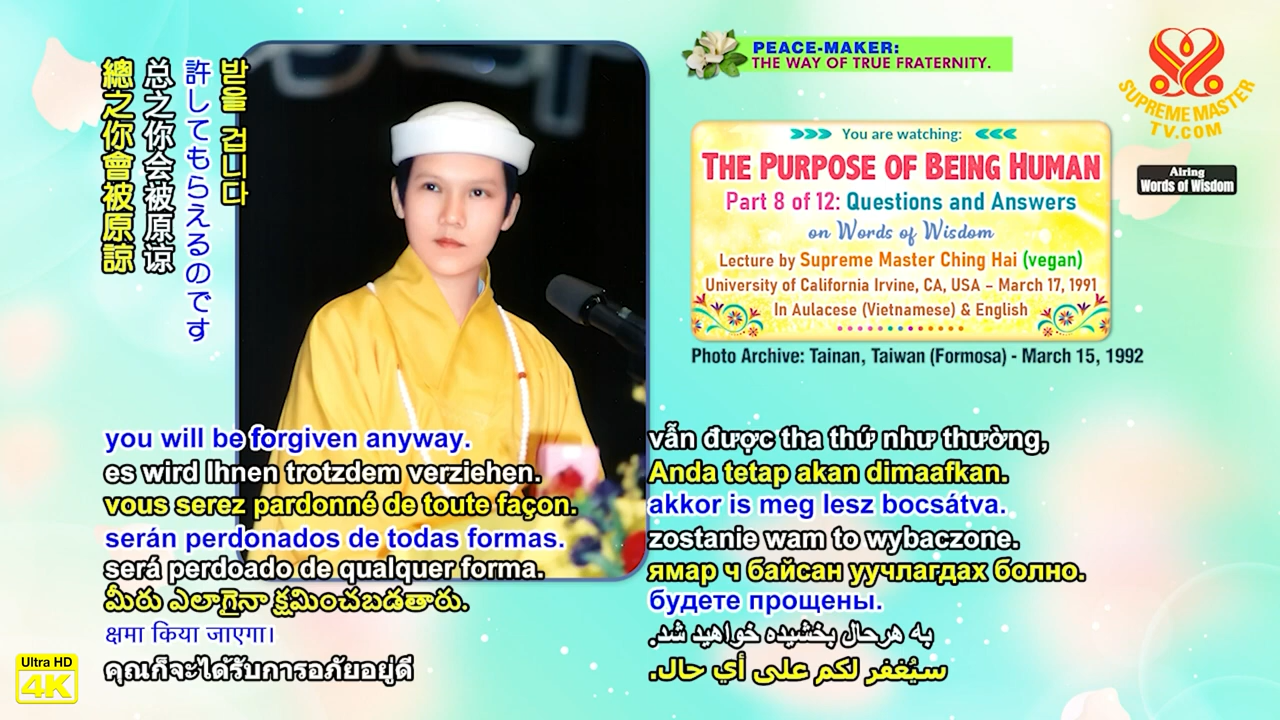 받을 겁니다
許してもらえるのです
总之你会被原谅
總之你會被原諒
PEACE-MAKER:
THE WAY OF TRUE FRATERNITY.
SUPREME MASTER
TV.COM
Airing
Words of Wisdom
You are watching:
THE PURPOSE OF BEING HUMAN
Part 8 of 12: Questions and Answers
on Words of Wisdom
Lecture by Supreme Master Ching Hai (vegan)
University of California Irvine, CA, USA – March 17, 1991
In Aulacese (Vietnamese) & English
Photo Archive: Tainan, Taiwan (Formosa) - March 15, 1992
you will be forgiven anyway.
es wird Ihnen trotzdem verziehen.
vous serez pardonné de toute façon.
serán perdonados de todas formas.
será perdoado de qualquer forma.
మీరు ఎలాగైనా క్షమించబడతారు.
क्षमा किया जाएगा।
คุณก็จะได้รับการอภัยอยู่ดี
vẫn được tha thứ như thường,
Anda tetap akan dimaafkan.
akkor is meg lesz bocsátva.
zostanie wam to wybaczone.
ямар ч байсан уучлагдах болно.
будете прощены.
به هرحال بخشیده خواهید شد.
سيُغفر لكم على أي حال.
Ultra HD
4K